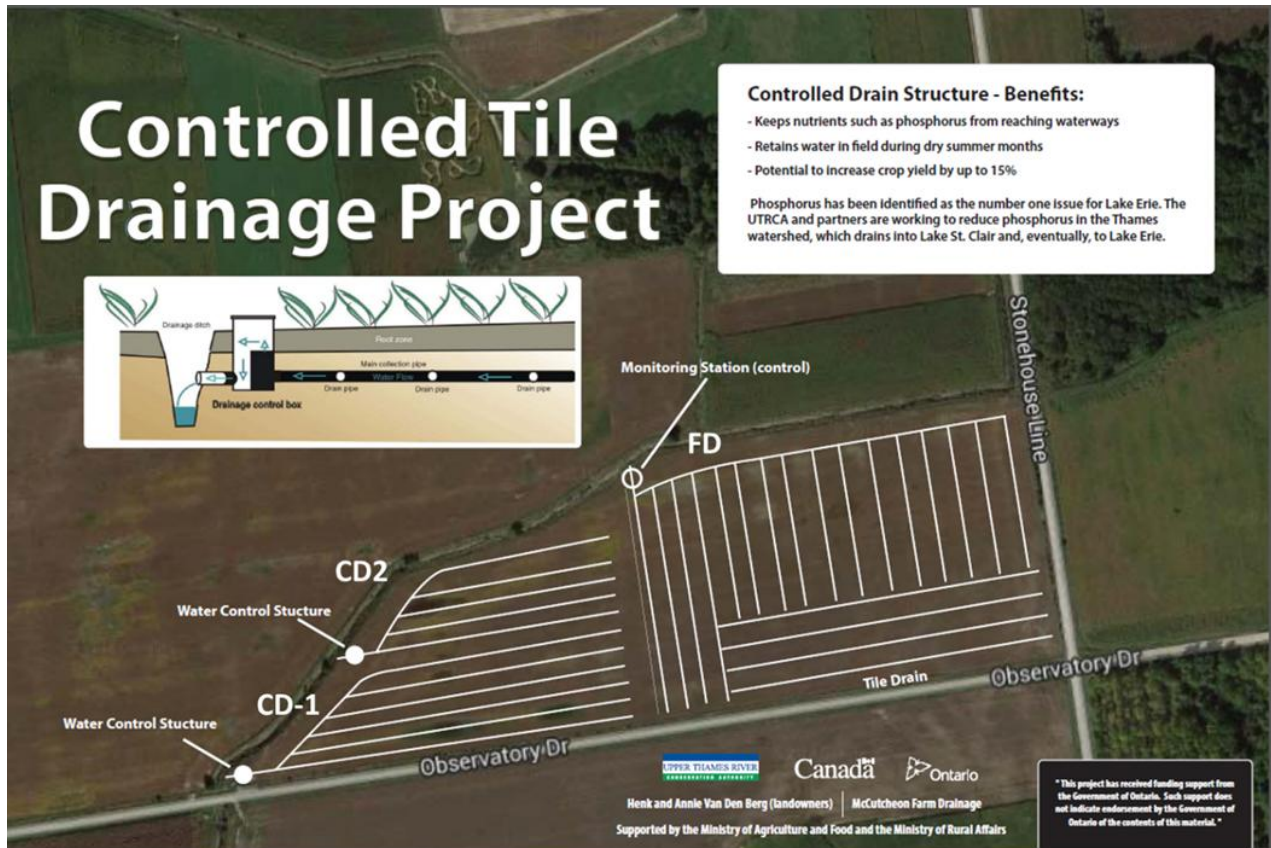 Controlled Tile
Drainage Project
Controlled Drain Structure - Benefits:
- Keeps nutrients such as phosphorus from reaching waterways
- Retains water in field during dry summer months
- Potential to increase crop yield by up to 15%
Phosphorus has been identified as the number one issue for Lake Erie. The
UTRCA and partners are working to reduce phosphorus in the Thames
watershed, which drains into Lake St. Clair and, eventually, to Lake Erie.
Drainage ditch
Root zone
Main collection pipe
Water Flow
Drain pipe
Drain pipe
Drain pipe
Drainage control box
Stonehouse Line
Monitoring Station (control)
FD
CD2
Water Control Stucture
CD-1
Water Control Stucture
Tile Drain
Observatory Dr
Observatory Dr
UPPER THAMES RIVER
CONSERVATION AUTHORITY
Canada
Ontario
Henk and Annie Van Den Berg (landowners) | McCutcheon Farm Drainage
Supported by the Ministry of Agriculture and Food and the Ministry of Rural Affairs
" This project has received funding support from
the Government of Ontario. Such support does
not indicate endorsement by the Government of
Ontario of the contents of this material. "